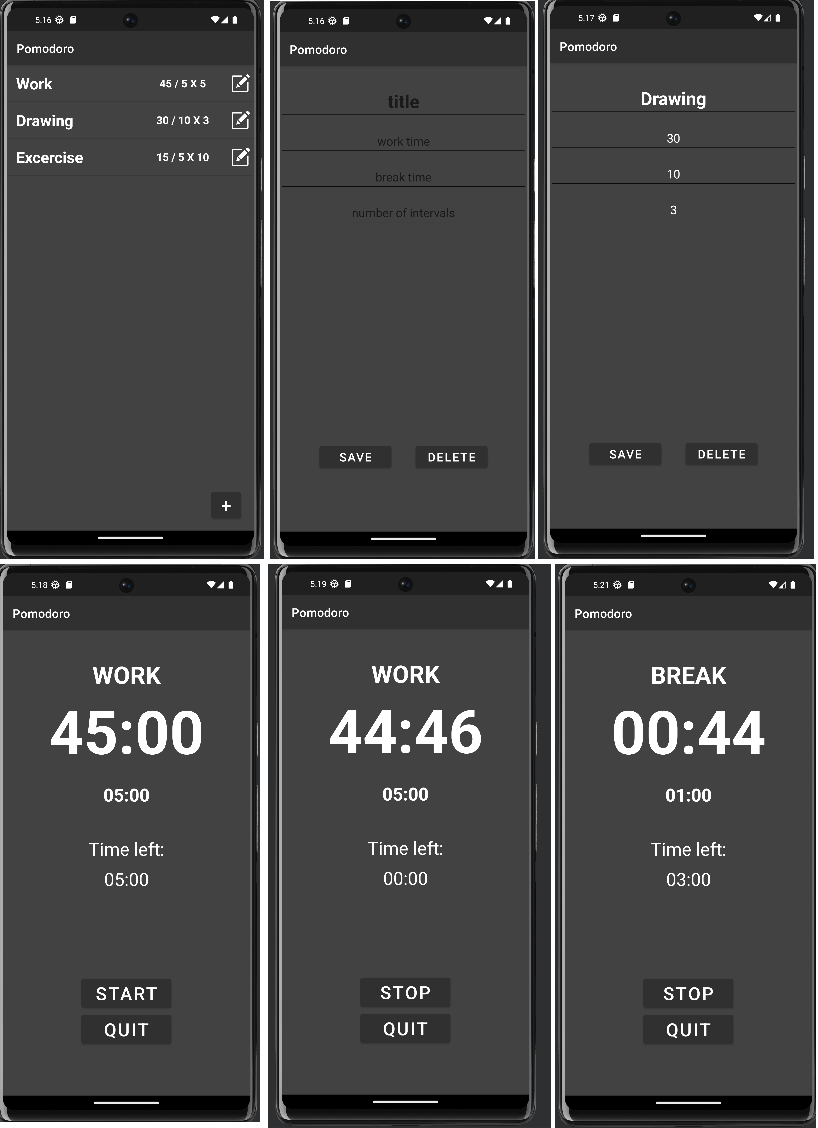 5.16
Pomodoro
Work 45 / 5 X 5
Drawing 30 / 10 X 3
Excercise 15 / 5 X 10
+
5.16
Pomodoro
title
work time
break time
number of intervals
SAVE DELETE
5.17
Pomodoro
Drawing
30
10
3
SAVE DELETE
5.18
Pomodoro
WORK
45:00
05:00
Time left:
05:00
START
QUIT
5.19
Pomodoro
WORK
44:46
05:00
Time left:
00:00
STOP
QUIT
5.21
Pomodoro
BREAK
00:44
01:00
Time left:
03:00
STOP
QUIT